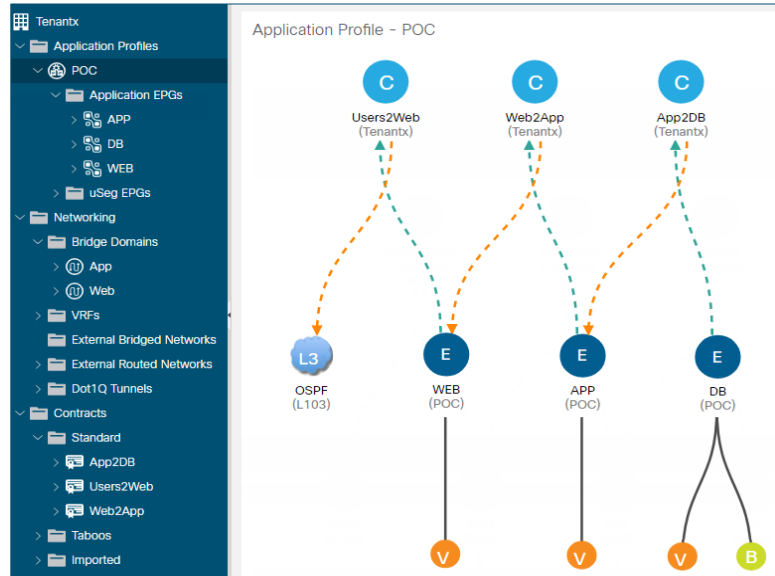 Tenantx
Application Profiles
POC
Application EPGs
APP
DB
WEB
uSeg EPGs
Networking
Bridge Domains
App
Web
VRFs
External Bridged Networks
External Routed Networks
Dot1Q Tunnels
Contracts
Standard
App2DB
Users2Web
Web2App
Taboos
Imported
Application Profile - POC
C C C
Users2Web Web2App App2DB
(Tenantx) (Tenantx) (Tenantx)
L3 E E E
OSPF WEB APP DB
(L103) (POC) (POC) (POC)
V V V B